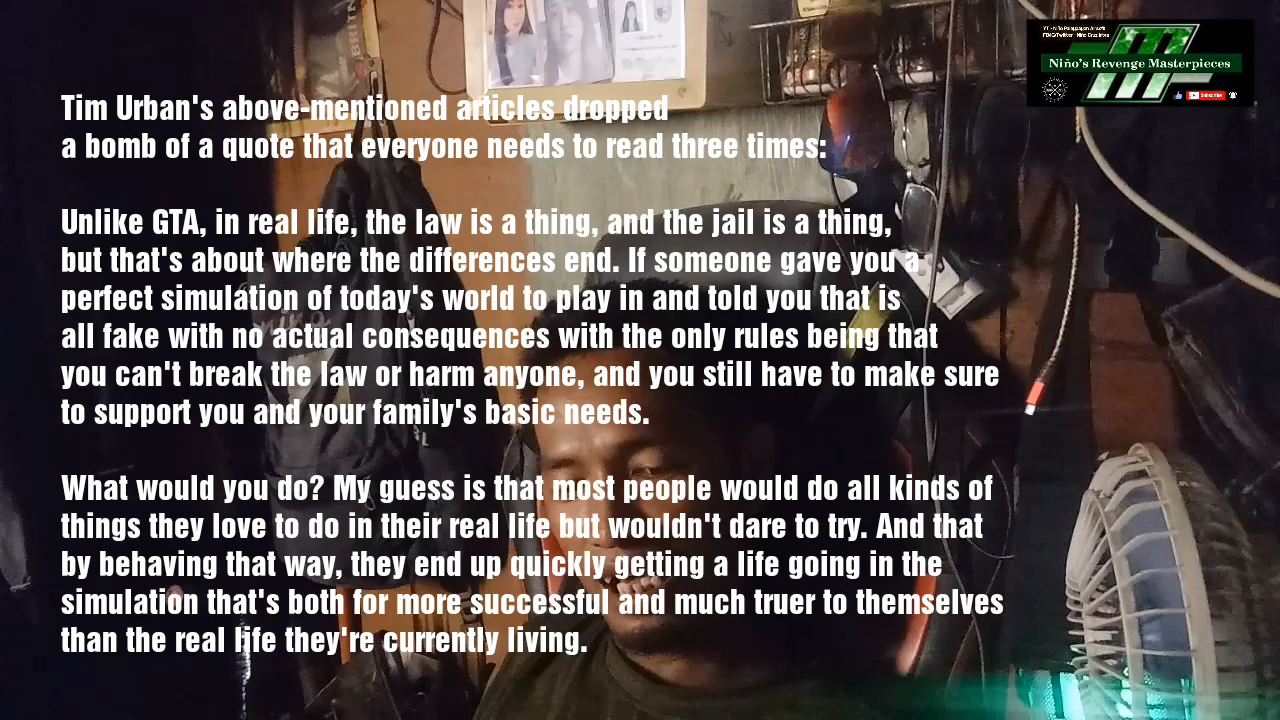 Niño's Revenge Masterpieces
Subscribe
Tim Urban's above-mentioned articles dropped
a bomb of a quote that everyone needs to read three times:
Unlike GTA, in real life, the law is a thing, and the jail is a thing,
but that's about where the differences end. If someone gave you a
perfect simulation of today's world to play in and told you that is
all fake with no actual consequences with the only rules being that
you can't break the law or harm anyone, and you still have to make sure
to support you and your family's basic needs.
What would you do? My guess is that most people would do all kinds of
things they love to do in their real life but wouldn't dare to try. And that
by behaving that way, they end up quickly getting a life going in the
simulation that's both for more successful and much truer to themselves
than the real life they're currently living.